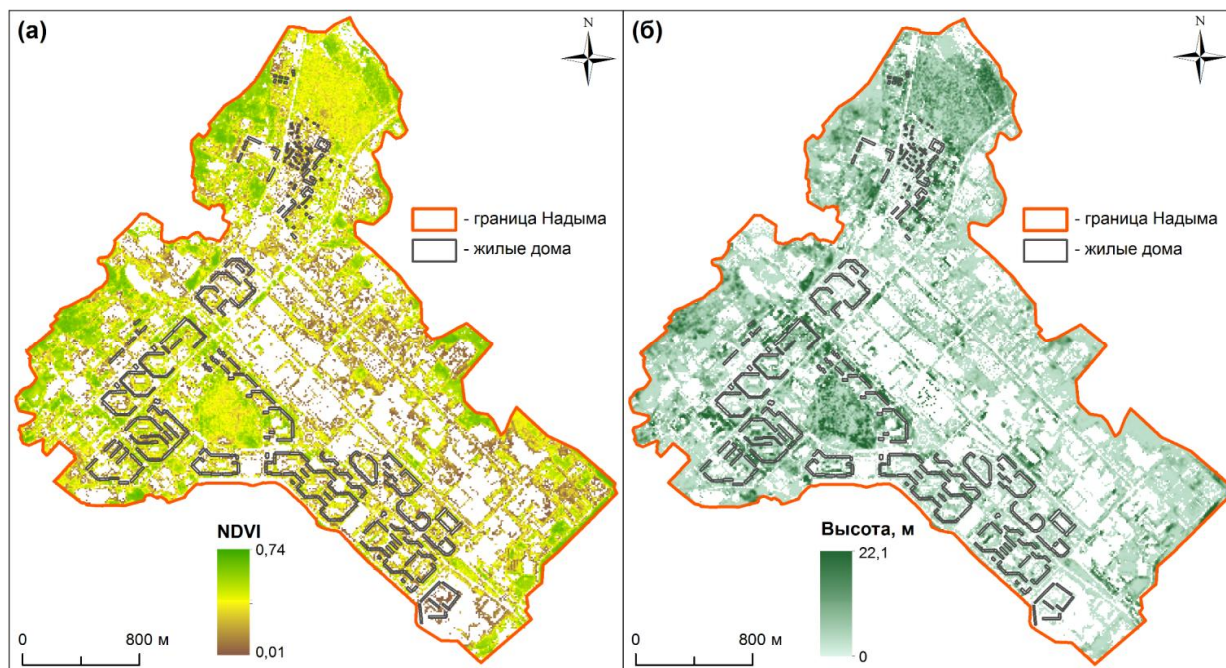 (а)
N
- граница Надыма
- жилые дома
NDVI
0,74
0,01
0
800 м
(б)
N
- граница Надыма
- жилые дома
Высота, м
22,1
0
0
800 м